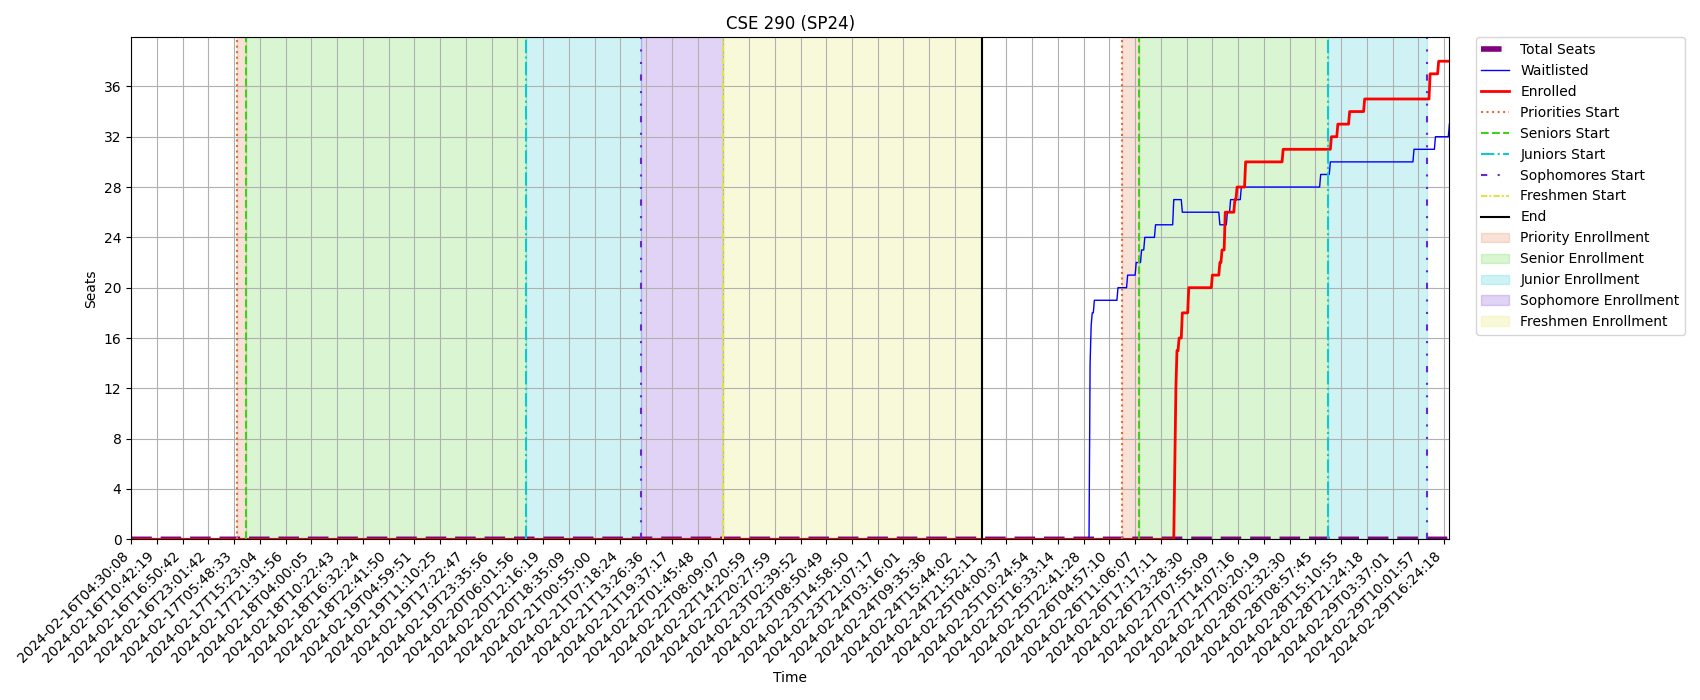 CSE 290 (SP24)
Seats
36
32
28
24
20
16
12
8
4
0
2024-02-16T04:30:08
2024-02-16T10:42:19
2024-02-16T16:50:42
2024-02-16T23:01:42
2024-02-17T05:48:33
2024-02-17T15:23:04
2024-02-17T21:31:56
2024-02-18T04:00:05
2024-02-18T10:22:43
2024-02-18T16:32:24
2024-02-18T22:41:50
2024-02-19T04:59:51
2024-02-19T11:10:25
2024-02-19T17:22:47
2024-02-19T23:35:56
2024-02-20T06:01:56
2024-02-20T12:16:19
2024-02-20T18:35:09
2024-02-21T00:55:00
2024-02-21T07:18:24
2024-02-21T13:26:36
2024-02-21T19:37:17
2024-02-22T01:45:48
2024-02-22T08:09:07
2024-02-22T14:20:59
2024-02-22T20:27:59
2024-02-23T02:39:52
2024-02-23T08:50:49
2024-02-23T14:58:50
2024-02-23T21:07:17
2024-02-24T03:16:01
2024-02-24T09:35:36
2024-02-24T15:44:02
2024-02-24T21:52:11
2024-02-25T04:00:37
2024-02-25T10:24:54
2024-02-25T16:33:14
2024-02-25T22:41:28
2024-02-26T04:57:10
2024-02-26T11:06:07
2024-02-26T17:17:11
2024-02-26T23:28:30
2024-02-27T07:55:09
2024-02-27T14:07:16
2024-02-27T20:20:19
2024-02-28T02:32:30
2024-02-28T08:57:45
2024-02-28T15:10:55
2024-02-28T21:24:18
2024-02-29T03:37:01
2024-02-29T10:01:57
2024-02-29T16:24:18
Time
Total Seats
Waitlisted
Enrolled
Priorities Start
Seniors Start
Juniors Start
Sophomores Start
Freshmen Start
End
Priority Enrollment
Senior Enrollment
Junior Enrollment
Sophomore Enrollment
Freshmen Enrollment